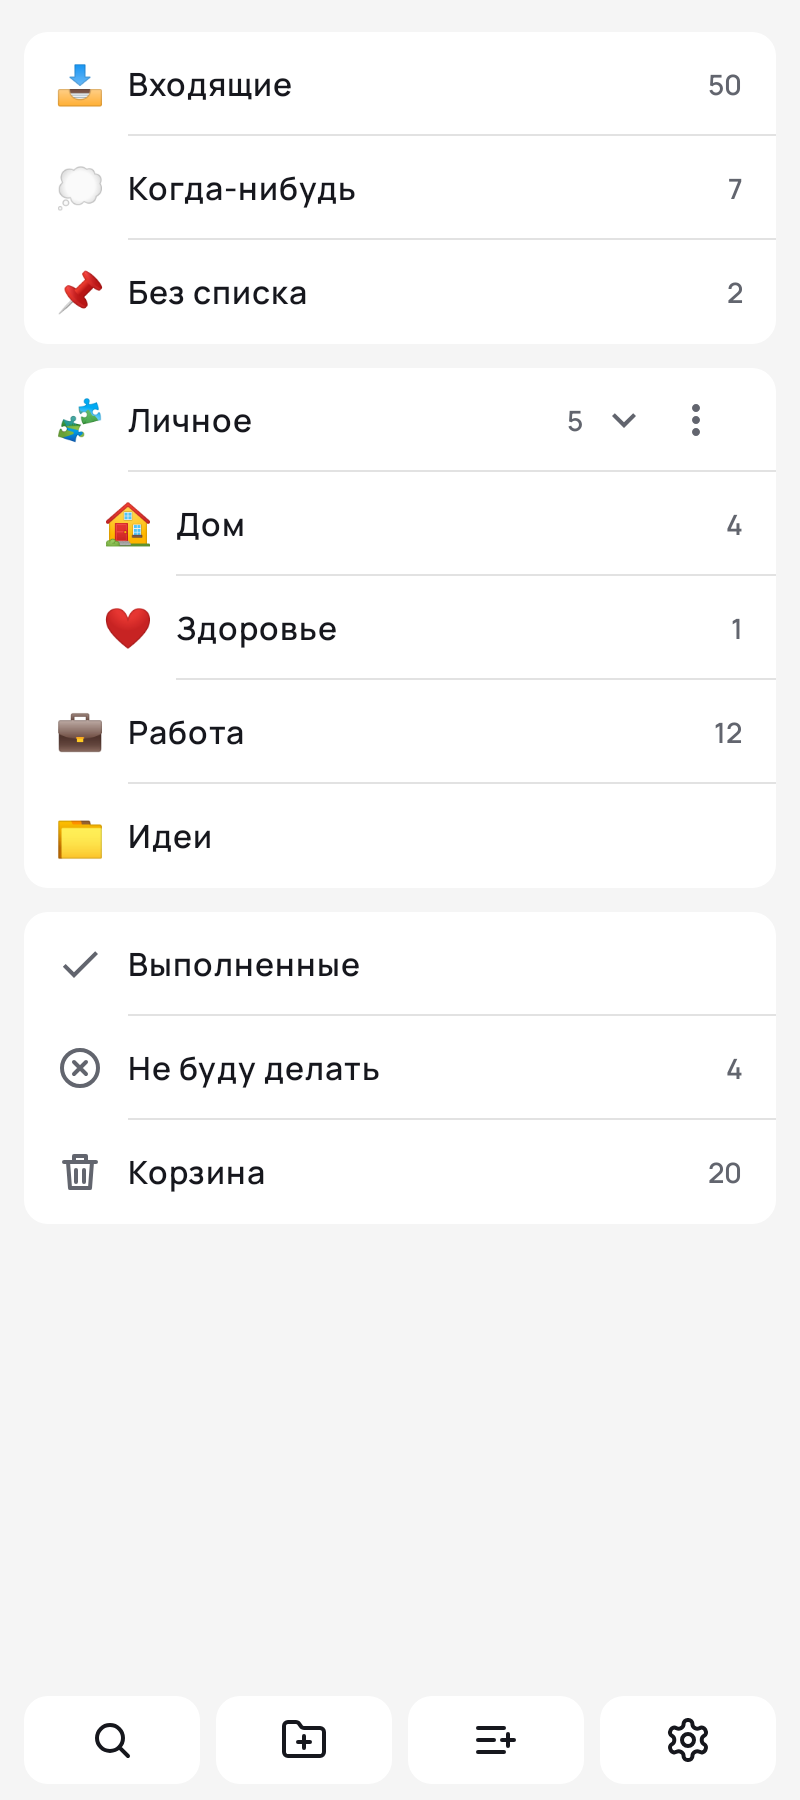 Входящие 50
Когда-нибудь 7
Без списка 2
Личное 5
Дом 4
Здоровье 1
Работа 12
Идеи
Выполненные
Не буду делать 4
Корзина 20